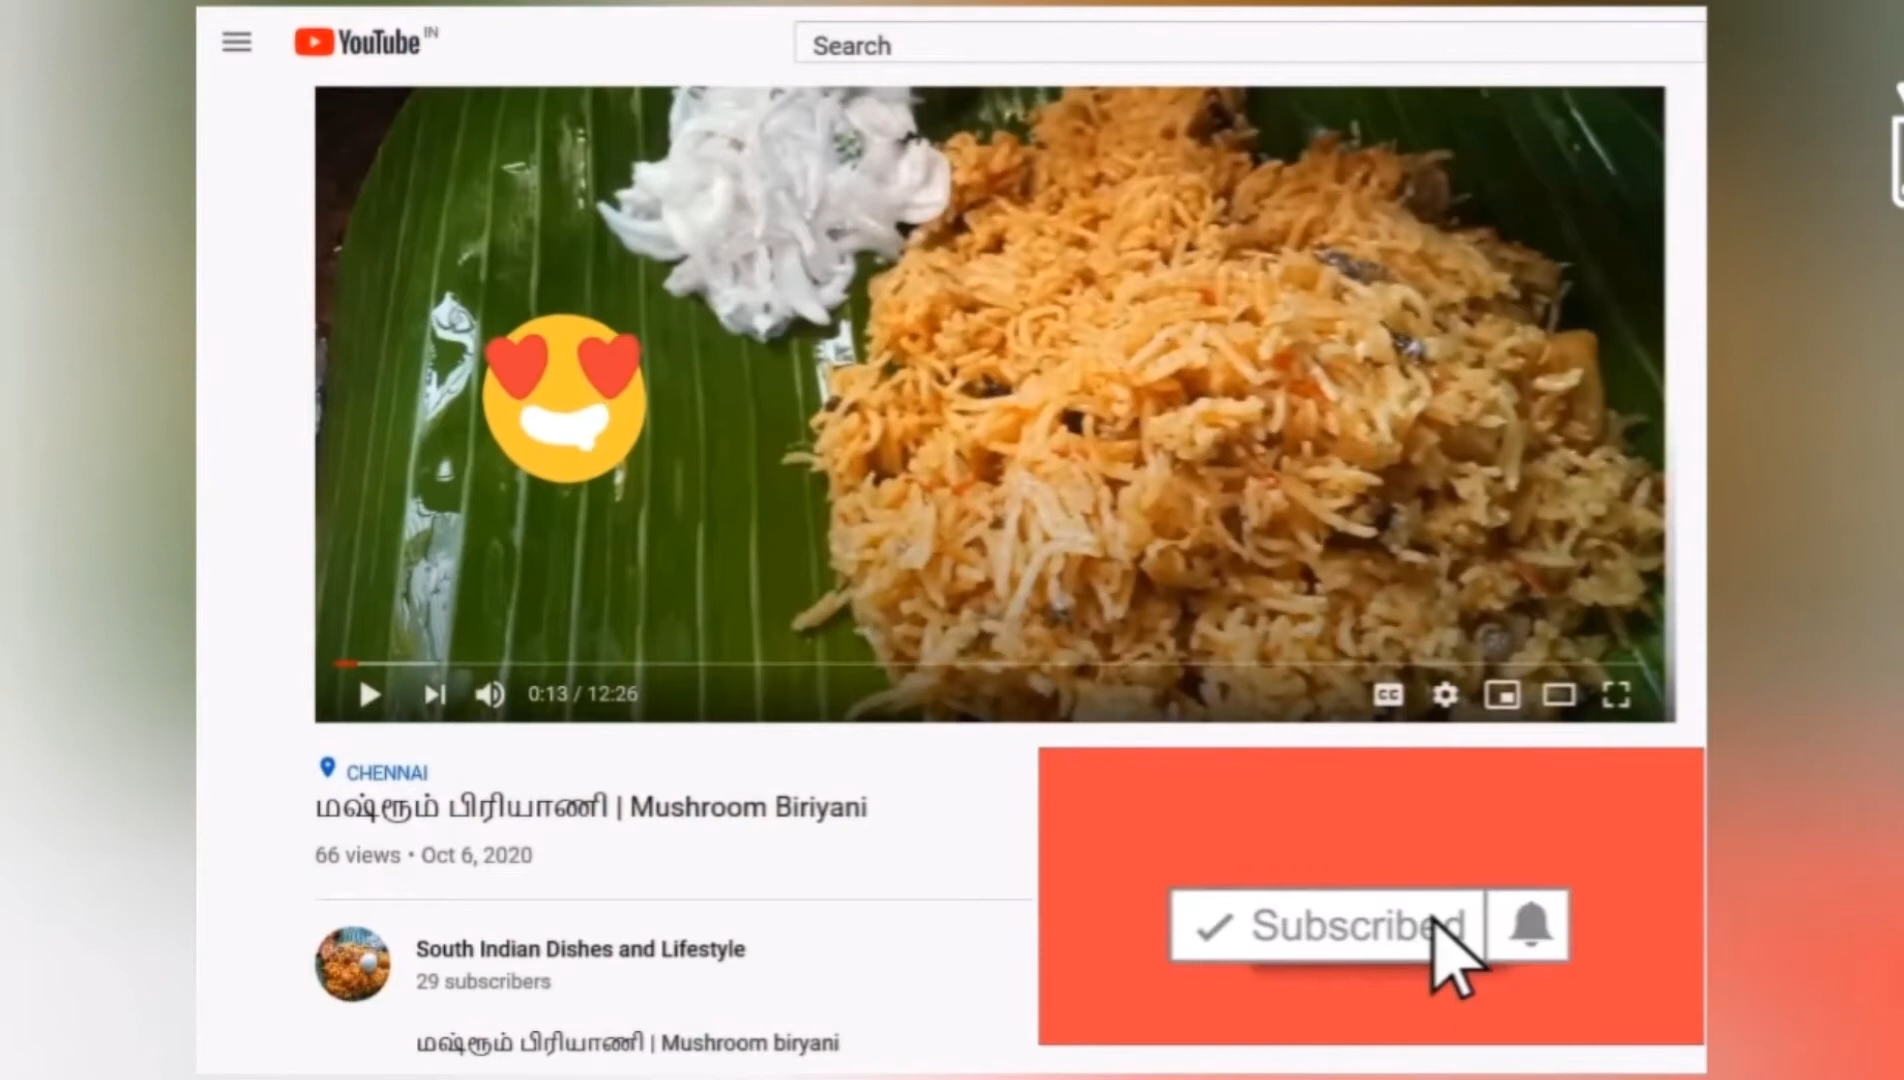 YouTube IN
Search
0:13 / 12:26
CC
CHENNAI
மஷ்ரூம் பிரியாணி | Mushroom Biriyani
66 views • Oct 6, 2020
Subscribed
South Indian Dishes and Lifestyle
29 subscribers
மஷ்ரூம் பிரியாணி | Mushroom biryani